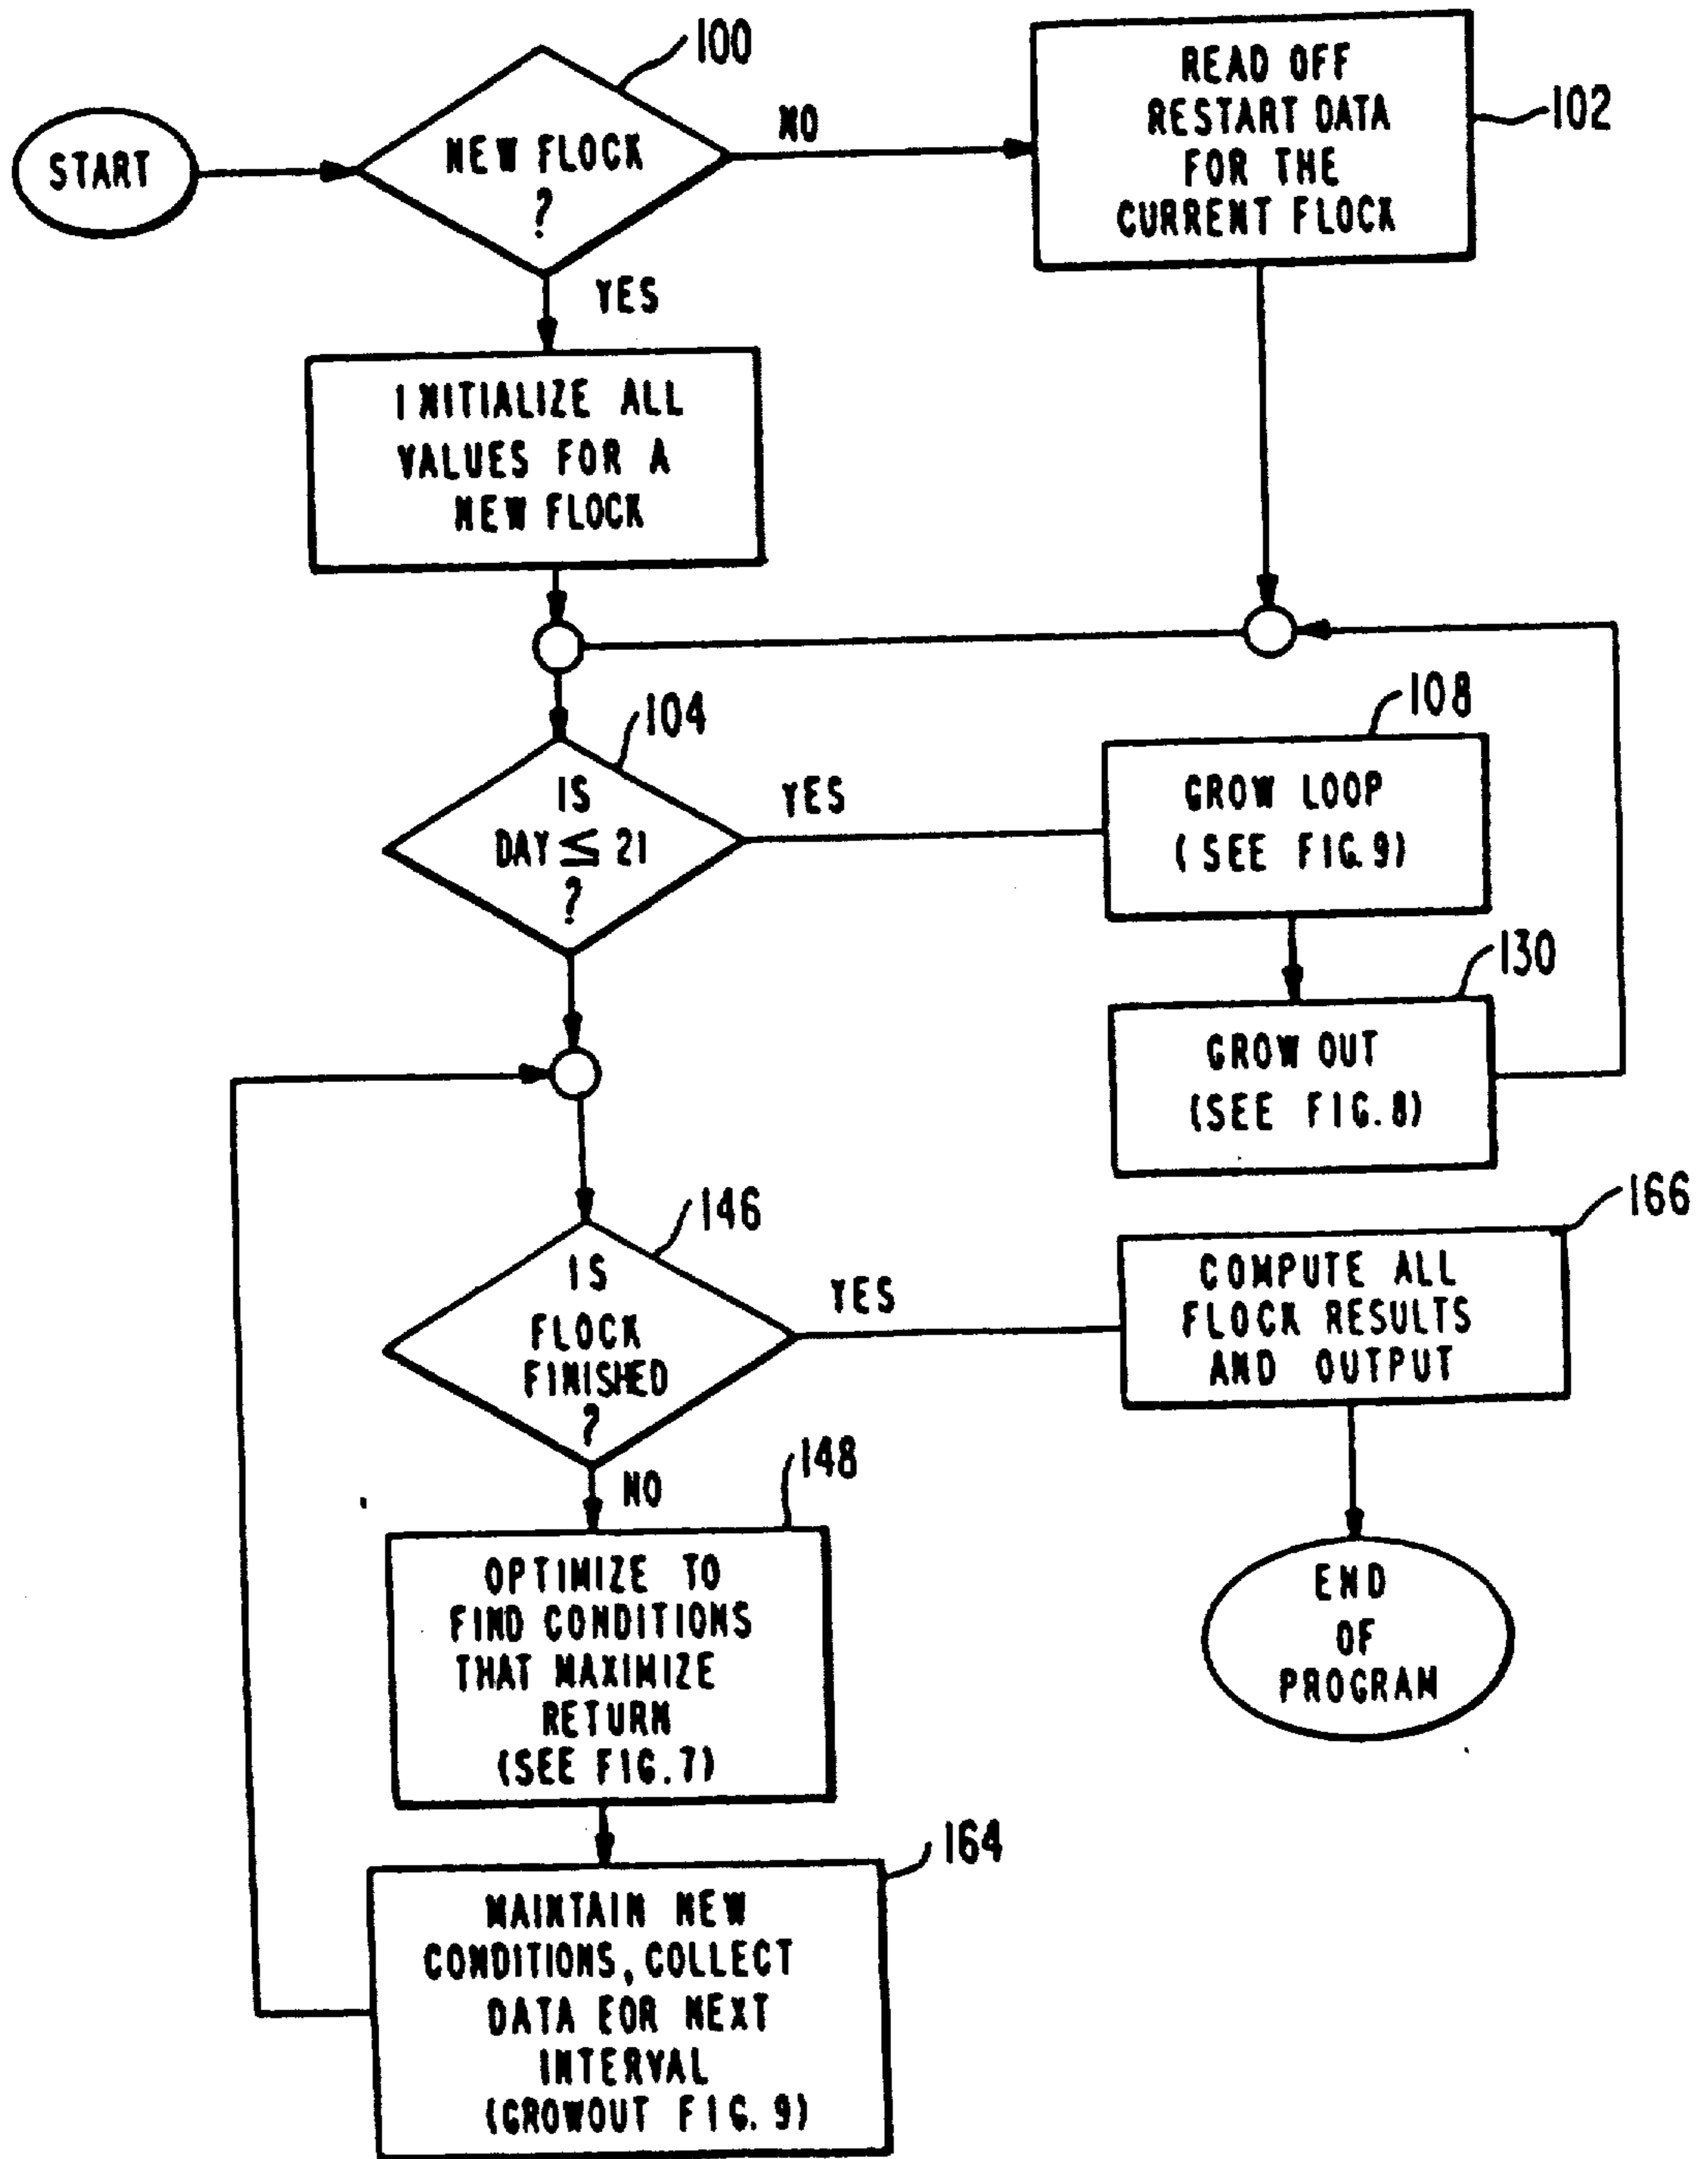 100
START
NEW FLOCK
?
NO
READ OFF
RESTART DATA
FOR THE
CURRENT FLOCK
102
YES
INITIALIZE ALL
VALUES FOR A
NEW FLOCK
104
IS
DAY ≦ 21
?
YES
108
GROW LOOP
(SEE FIG. 9)
130
GROW OUT
(SEE FIG. 8)
146
IS
FLOCK
FINISHED
?
YES
166
COMPUTE ALL
FLOCK RESULTS
AND OUTPUT
NO
148
OPTIMIZE TO
FIND CONDITIONS
THAT MAXIMIZE
RETURN
(SEE FIG. 7)
END
OF
PROGRAM
164
MAINTAIN NEW
CONDITIONS, COLLECT
DATA EOR NEXT
INTERVAL
(GROWOUT FIG. 9)